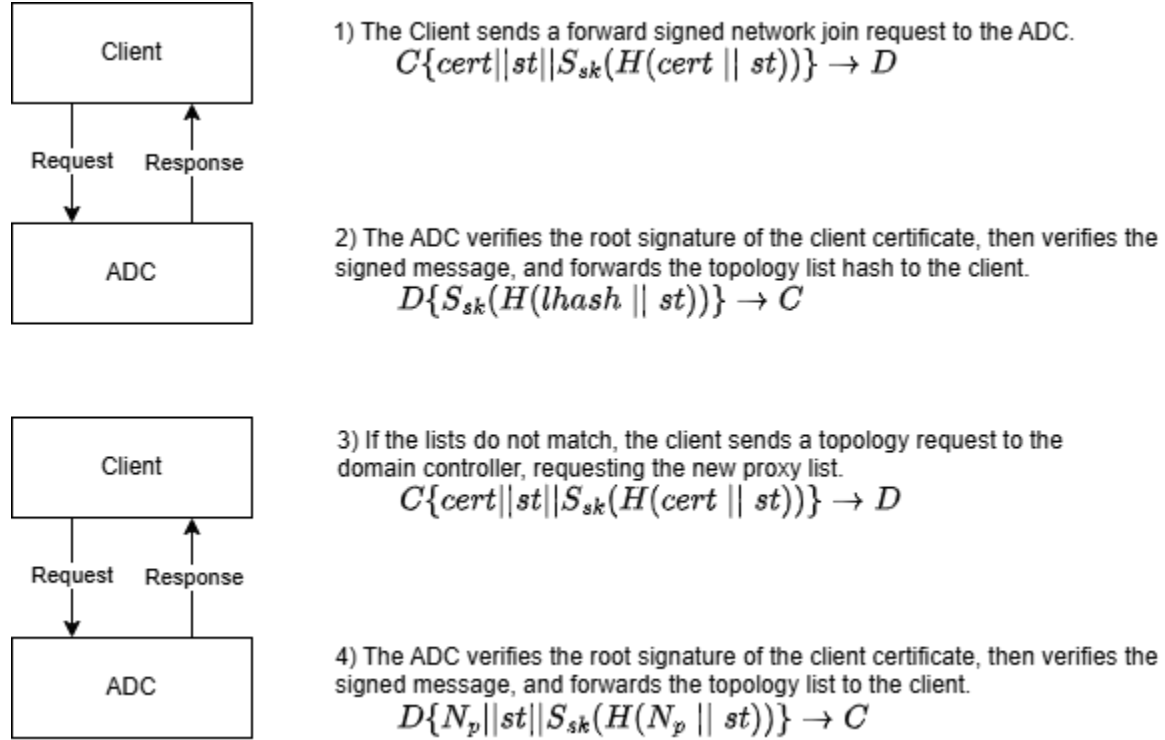 Client
1) The Client sends a forward signed network join request to the ADC.
C{cert||st||S_sk(H(cert || st))} → D
Request
Response
ADC
2) The ADC verifies the root signature of the client certificate, then verifies the
signed message, and forwards the topology list hash to the client.
D{S_sk(H(lhash || st))} → C
Client
3) If the lists do not match, the client sends a topology request to the
domain controller, requesting the new proxy list.
C{cert||st||S_sk(H(cert || st))} → D
Request
Response
ADC
4) The ADC verifies the root signature of the client certificate, then verifies the
signed message, and forwards the topology list to the client.
D{N_p||st||S_sk(H(N_p || st))} → C